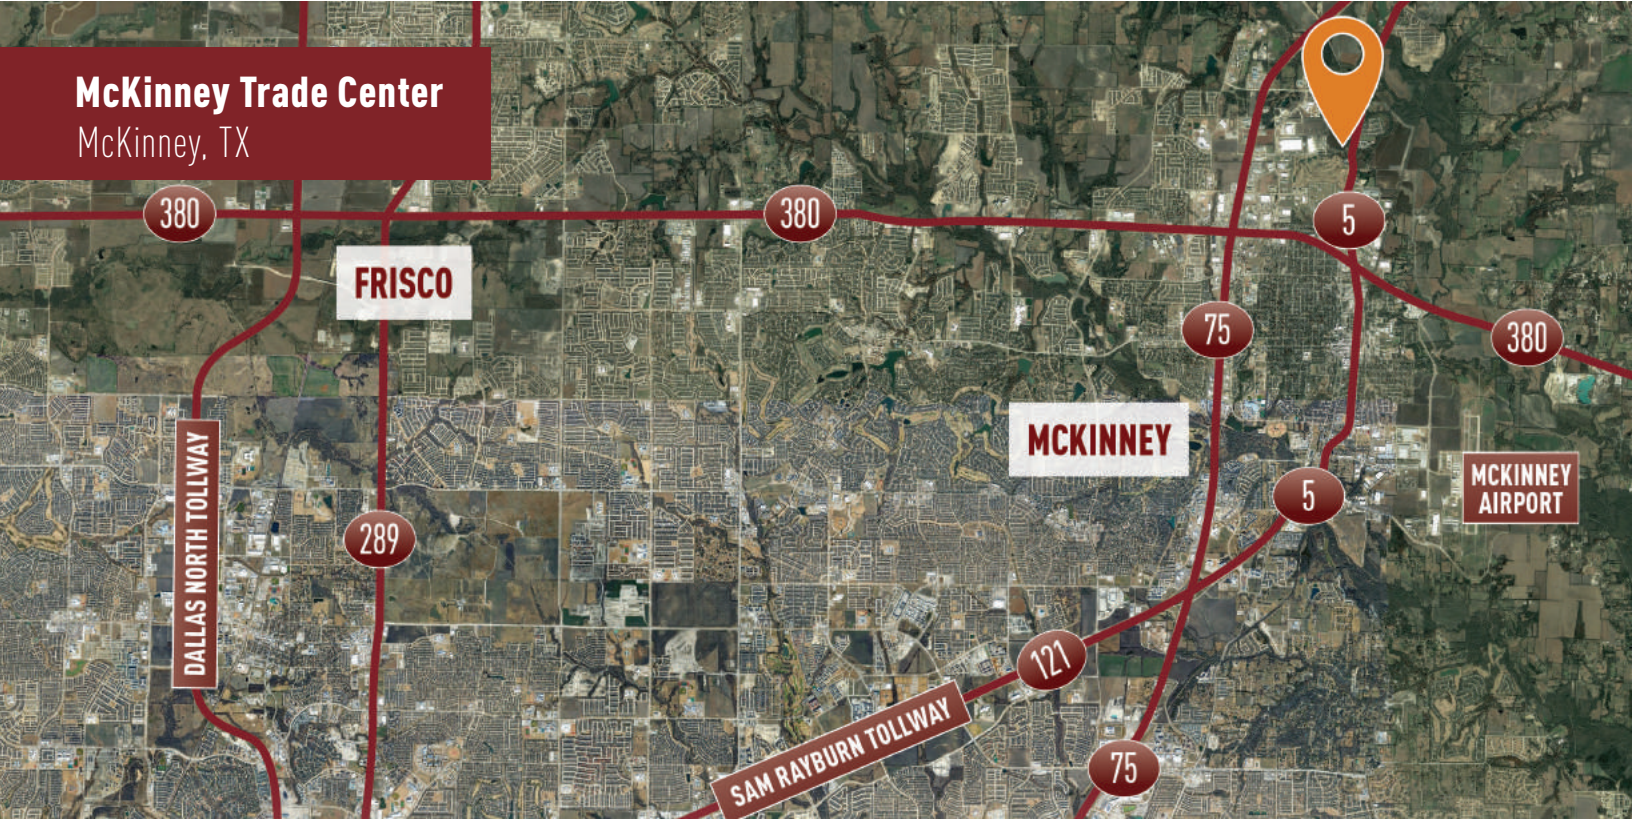 McKinney Trade Center
McKinney, TX
380
380
5
FRISCO
75
380
MCKINNEY
DALLAS NORTH TOLLWAY
289
5
MCKINNEY
AIRPORT
121
SAM RAYBURN TOLLWAY
75